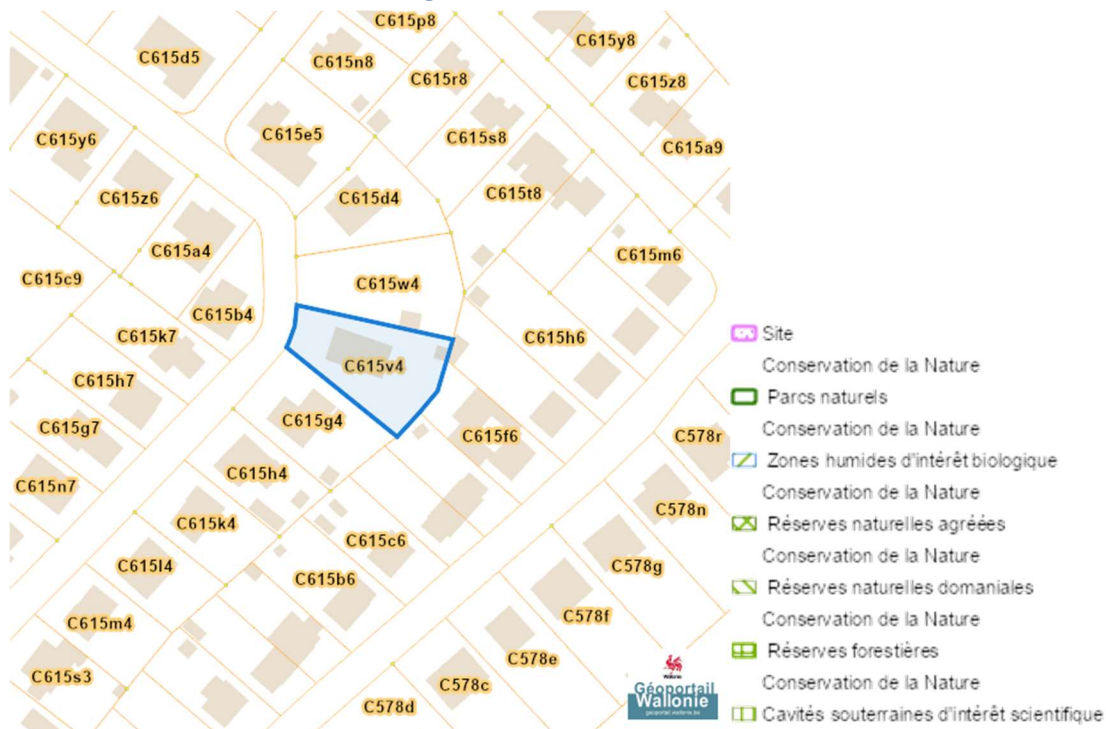 C615p8
C615y8
C615d5
C615n8
C615r8
C615z8
C615y6
C615e5
C615s8
C615a9
C615z6
C615d4
C615t8
C615a4
C615m6
C615c9
C615w4
C615b4
C615k7
C615h6
C615v4
C615h7
C615g7
C615g4
C615f6
C578r
C615n7
C615h4
C578n
C615k4
C615c6
C615l4
C615b6
C578g
C615m4
C578f
C615s3
C578e
C578c
C578d
Wallonie
Géoportail
Wallonie
geoportail.wallonie.be
Site
Conservation de la Nature
Parcs naturels
Conservation de la Nature
Zones humides d'intérêt biologique
Conservation de la Nature
Réserves naturelles agréées
Conservation de la Nature
Réserves naturelles domaniales
Conservation de la Nature
Réserves forestières
Conservation de la Nature
Cavités souterraines d'intérêt scientifique